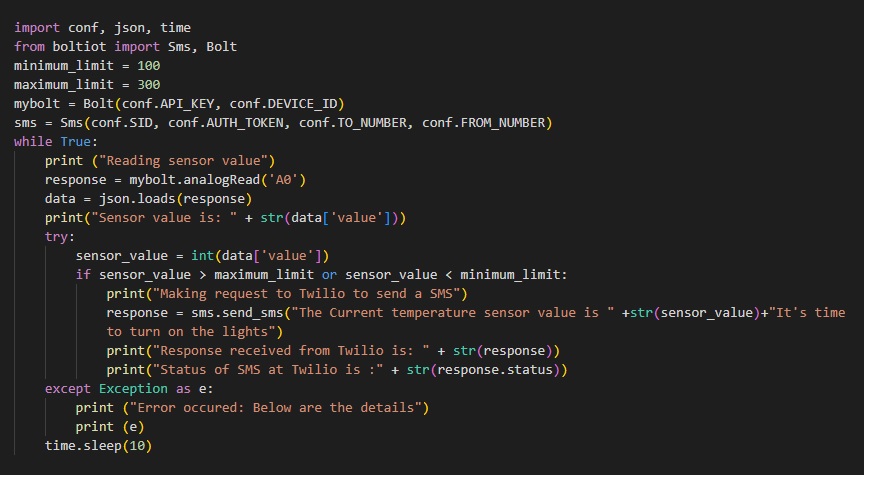 import conf, json, time
from boltiot import Sms, Bolt
minimum_limit = 100
maximum_limit = 300
mybolt = Bolt(conf.API_KEY, conf.DEVICE_ID)
sms = Sms(conf.SID, conf.AUTH_TOKEN, conf.TO_NUMBER, conf.FROM_NUMBER)
while True:
    print ("Reading sensor value")
    response = mybolt.analogRead('A0')
    data = json.loads(response)
    print("Sensor value is: " + str(data['value']))
    try:
        sensor_value = int(data['value'])
        if sensor_value > maximum_limit or sensor_value < minimum_limit:
            print("Making request to Twilio to send a SMS")
            response = sms.send_sms("The Current temperature sensor value is " +str(sensor_value)+"It's time
            to turn on the lights")
            print("Response received from Twilio is: " + str(response))
            print("Status of SMS at Twilio is :" + str(response.status))
    except Exception as e:
        print ("Error occured: Below are the details")
        print (e)
    time.sleep(10)